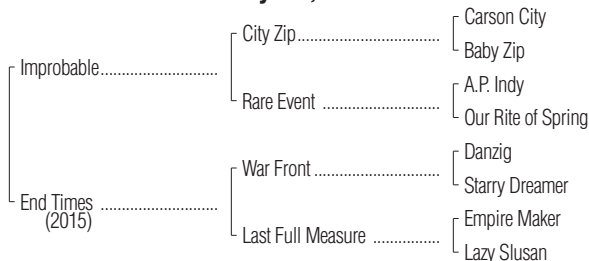 Improbable..........................
End Times ..........................
(2015)
City Zip................................
Rare Event ..........................
War Front ..........................
Last Full Measure ...............
Carson City
Baby Zip
A.P. Indy
Our Rite of Spring
Danzig
Starry Dreamer
Empire Maker
Lazy Slusan